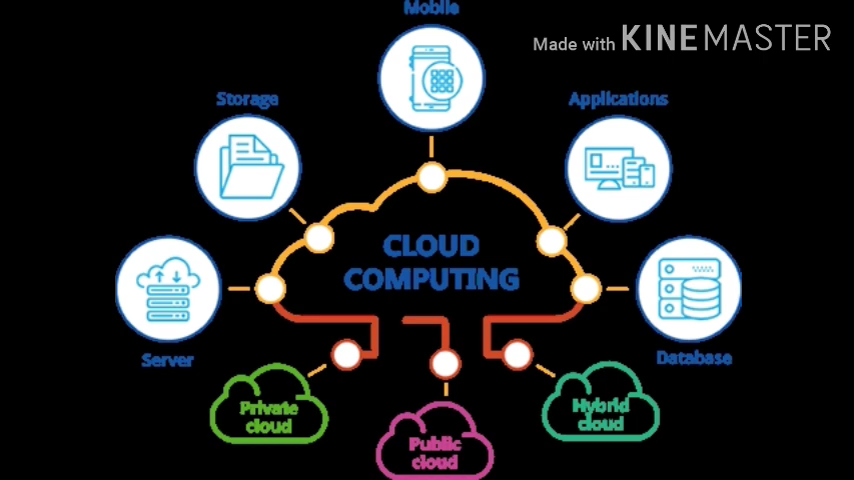 Mobile
Made with KINEMASTER
Storage
Applications
CLOUD
COMPUTING
Server
Database
Private
cloud
Hybrid
cloud
Public
cloud